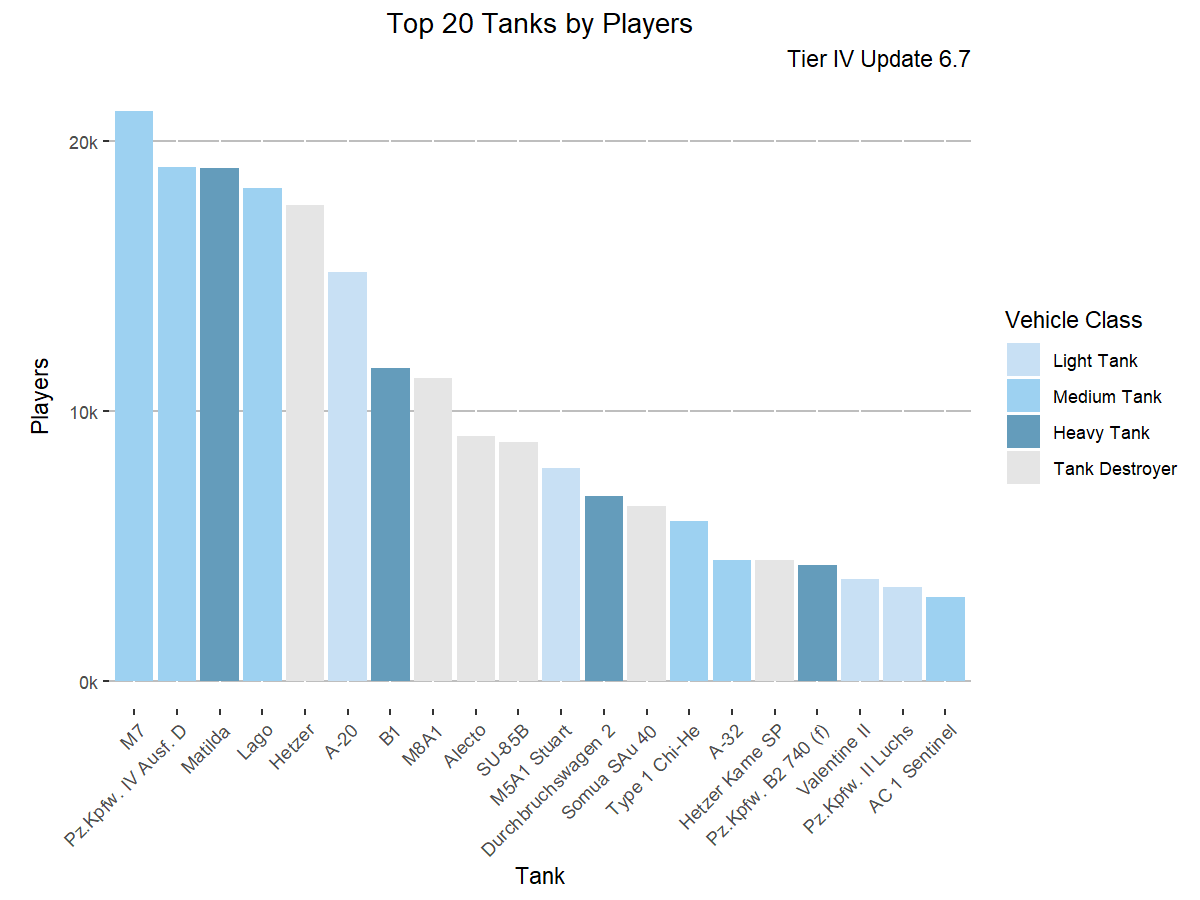 Top 20 Tanks by Players
Tier IV Update 6.7
Players
20k
10k
0k
M7
Pz.Kpfw. IV Ausf. D
Matilda
Lago
Hetzer
A-20
B1
M8A1
Alecto
SU-85B
M5A1 Stuart
Durchbruchswagen 2
Somua SAu 40
Type 1 Chi-He
A-32
Hetzer Kame SP
Pz.Kpfw. B2 740 (f)
Valentine II
Pz.Kpfw. II Luchs
AC 1 Sentinel
Tank
Vehicle Class
Light Tank
Medium Tank
Heavy Tank
Tank Destroyer